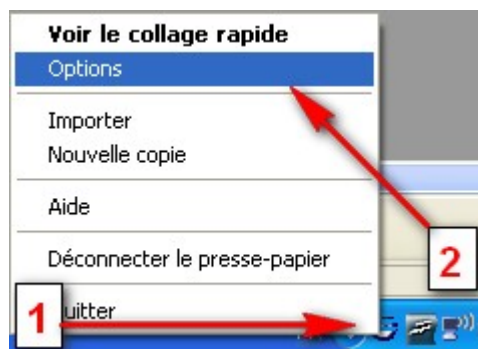 Voir le collage rapide
Options
Importer
Nouvelle copie
Aide
Déconnecter le presse-papier
2
1
uitter